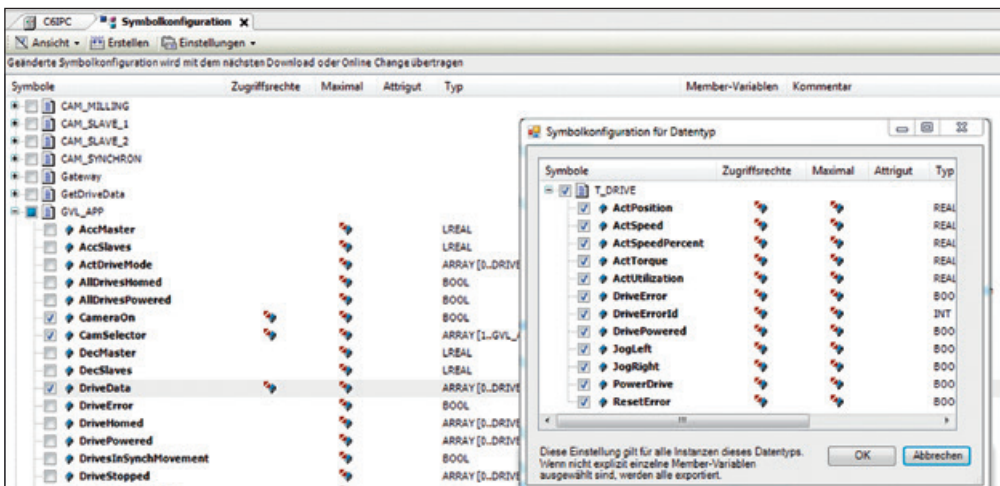 C6IPC Symbolkonfiguration X
Ansicht Erstellen Einstellungen
Geänderte Symbolkonfiguration wird mit dem nächsten Download oder Online Change übertragen
Symbole Zugriffsrechte Maximal Attrigut Typ Member-Variablen Kommentar
CAM_MILLING
CAM_SLAVE_1
CAM_SLAVE_2
CAM_SYNCHRON
Gateway
GetDriveData
GVL_APP
AccMaster LREAL
AccSlaves LREAL
ActDriveMode ARRAY [0..DRIVE
AllDrivesHomed BOOL
AllDrivesPowered BOOL
CameraOn BOOL
CamSelector ARRAY [1..GVL_A
DecMaster LREAL
DecSlaves LREAL
DriveData ARRAY [0..DRIVE
DriveError BOOL
DriveHomed ARRAY [0..DRIVE
DrivePowered ARRAY [0..DRIVE
DrivesInSynchMovement BOOL
DriveStopped ARRAY [0..DRIVE
Symbolkonfiguration für Datentyp
Symbole Zugriffsrechte Maximal Attrigut Typ
T_DRIVE
ActPosition REAL
ActSpeed REAL
ActSpeedPercent REAL
ActTorque REAL
ActUtilization REAL
DriveError BOO
DriveErrorId INT
DrivePowered BOO
JogLeft BOO
JogRight BOO
PowerDrive BOO
ResetError BOO
Diese Einstellung gilt für alle Instanzen dieses Datentyps.
Wenn nicht explizit einzelne Member-Variablen
ausgewählt sind, werden alle exportiert.
OK Abbrechen